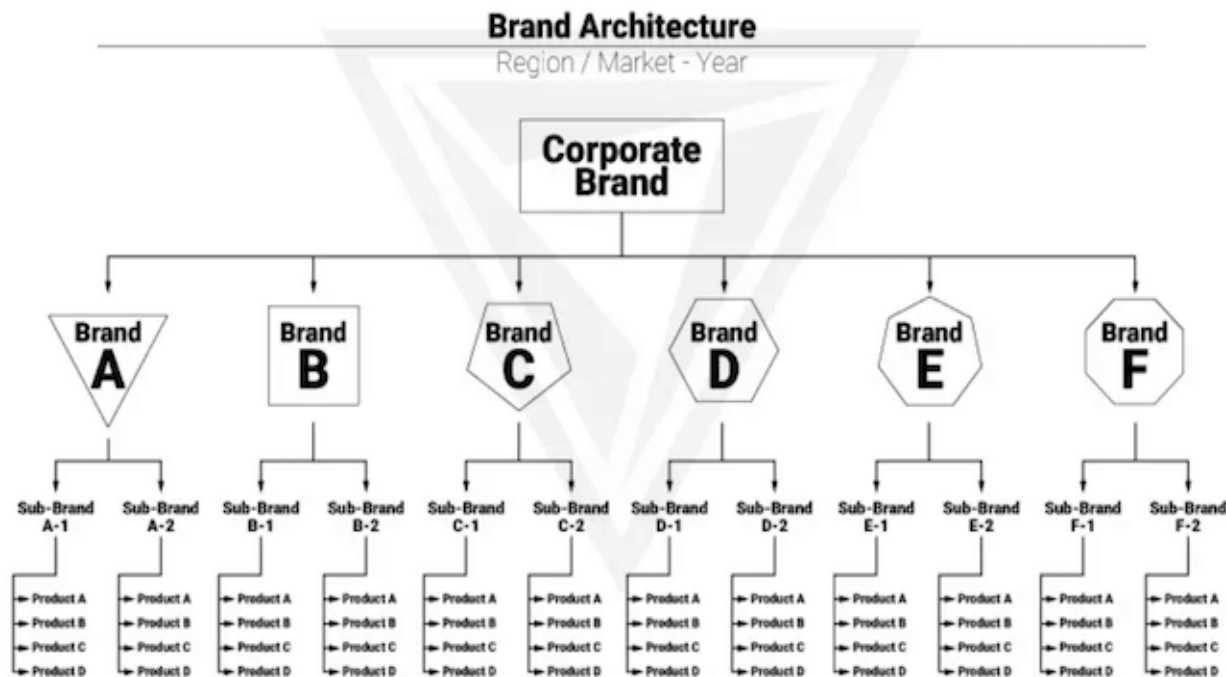 Brand Architecture
Region / Market - Year
Corporate
Brand
Brand
A
Brand
B
Brand
C
Brand
D
Brand
E
Brand
F
Sub-Brand
A-1
Sub-Brand
A-2
Sub-Brand
B-1
Sub-Brand
B-2
Sub-Brand
C-1
Sub-Brand
C-2
Sub-Brand
D-1
Sub-Brand
D-2
Sub-Brand
E-1
Sub-Brand
E-2
Sub-Brand
F-1
Sub-Brand
F-2
Product A
Product B
Product C
Product D
Product A
Product B
Product C
Product D
Product A
Product B
Product C
Product D
Product A
Product B
Product C
Product D
Product A
Product B
Product C
Product D
Product A
Product B
Product C
Product D
Product A
Product B
Product C
Product D
Product A
Product B
Product C
Product D
Product A
Product B
Product C
Product D
Product A
Product B
Product C
Product D
Product A
Product B
Product C
Product D
Product A
Product B
Product C
Product D